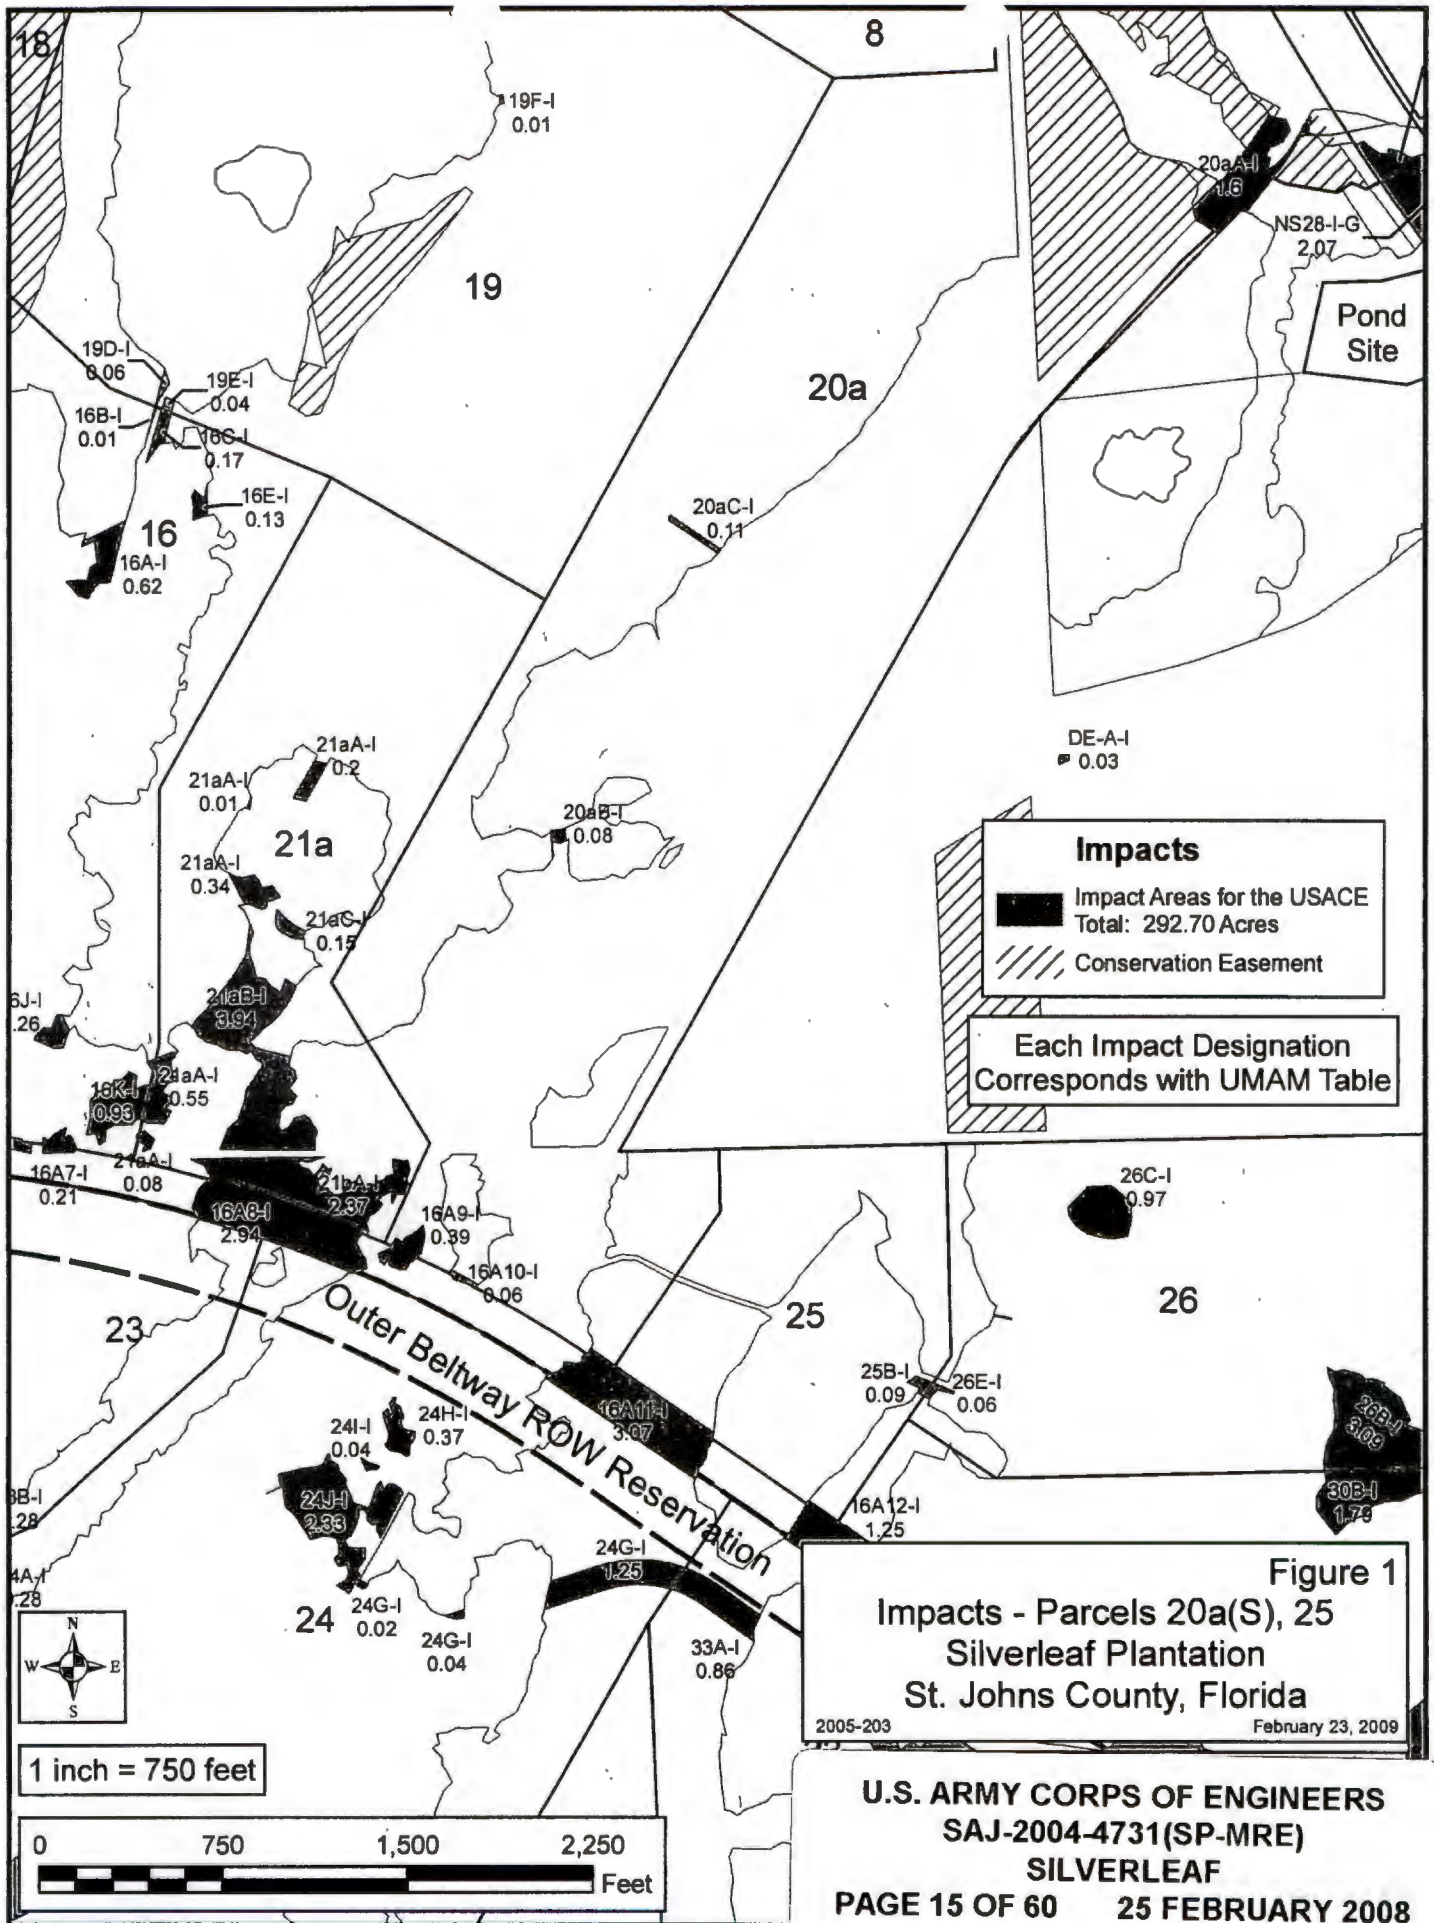 18
8
19F-I
0.01
20aA-I
1.6
NS28-I-G
2.07
19
Pond
Site
19D-I
0.06
19E-I
0.04
20a
16B-I
0.01
16C-I
0.17
16E-I
0.13
20aC-I
0.11
16
16A-I
0.62
DE-A-I
0.03
21aA-I
0.2
21aA-I
0.01
20aB-I
0.08
21a
21aA-I
0.34
21aC-I
0.15
Impacts
Impact Areas for the USACE
Total: 292.70 Acres
Conservation Easement
21aB-I
3.94
6J-I
.26
Each Impact Designation
Corresponds with UMAM Table
16K-I
0.93
21aA-I
0.55
16A7-I
0.21
21aA-I
0.08
21bA-I
2.37
16A8-I
2.94
16A9-I
0.39
26C-I
0.97
16A10-I
0.06
25
26
23
Outer Beltway ROW Reservation
25B-I
0.09
26E-I
0.06
16A11-I
3.07
26B-I
3.09
24I-I
0.04
24H-I
0.37
24J-I
2.33
30B-I
1.79
16A12-I
1.25
3B-I
.28
24G-I
1.25
4A-I
.28
24
24G-I
0.02
24G-I
0.04
33A-I
0.86
Figure 1
Impacts - Parcels 20a(S), 25
Silverleaf Plantation
St. Johns County, Florida
2005-203
February 23, 2009
N
W E
S
1 inch = 750 feet
0 750 1,500 2,250
Feet
U.S. ARMY CORPS OF ENGINEERS
SAJ-2004-4731(SP-MRE)
SILVERLEAF
PAGE 15 OF 60 25 FEBRUARY 2008